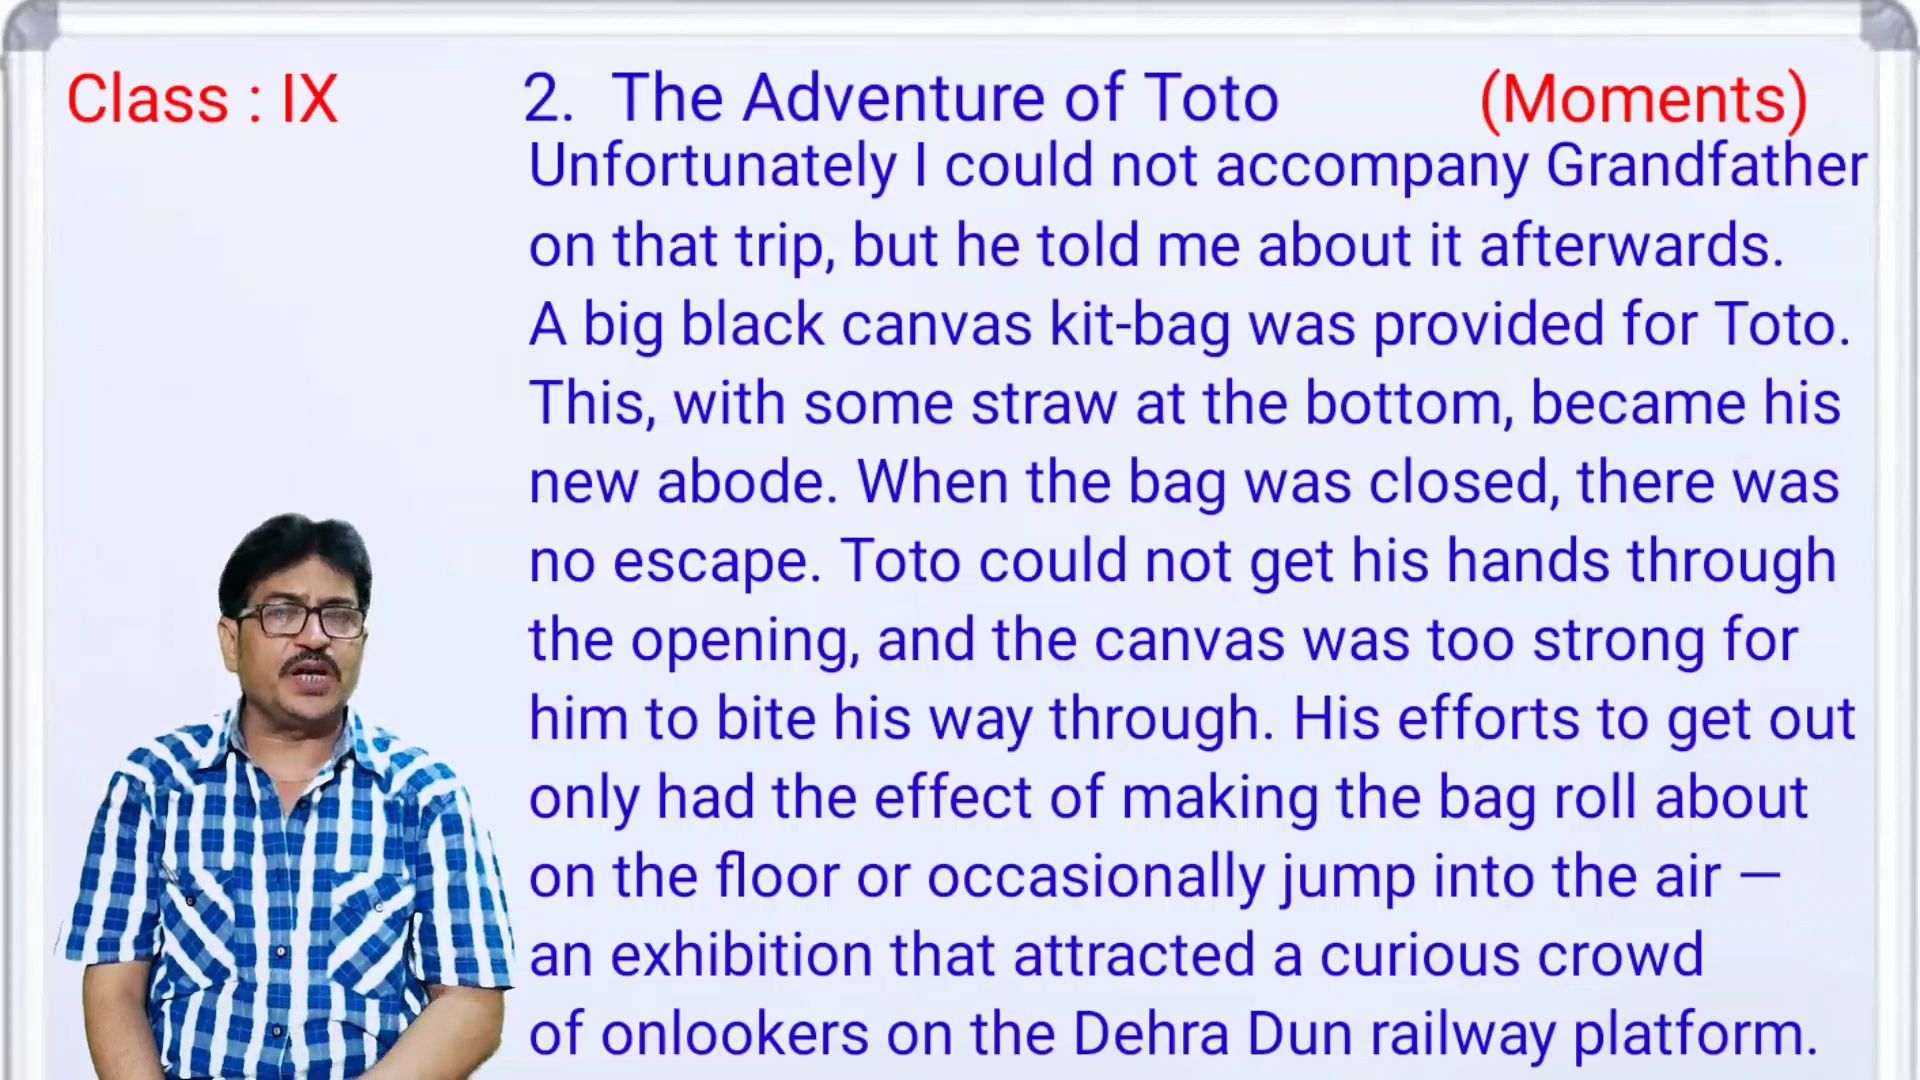 Class : IX 2. The Adventure of Toto (Moments)
Unfortunately I could not accompany Grandfather
on that trip, but he told me about it afterwards.
A big black canvas kit-bag was provided for Toto.
This, with some straw at the bottom, became his
new abode. When the bag was closed, there was
no escape. Toto could not get his hands through
the opening, and the canvas was too strong for
him to bite his way through. His efforts to get out
only had the effect of making the bag roll about
on the floor or occasionally jump into the air —
an exhibition that attracted a curious crowd
of onlookers on the Dehra Dun railway platform.